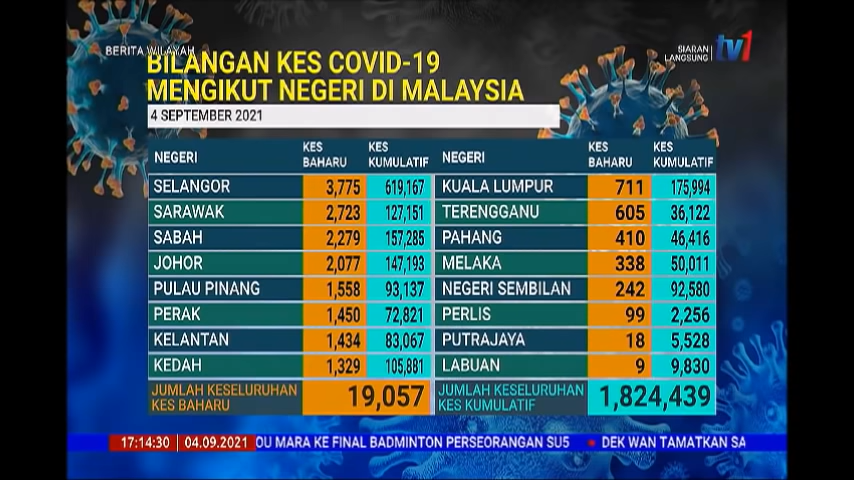 BERITA WILAYAH
SIARAN
LANGSUNG tv1
BILANGAN KES COVID-19
MENGIKUT NEGERI DI MALAYSIA
4 SEPTEMBER 2021
NEGERI KES BAHARU KES KUMULATIF NEGERI KES BAHARU KES KUMULATIF
SELANGOR 3,775 619,167 KUALA LUMPUR 711 175,994
SARAWAK 2,723 127,151 TERENGGANU 605 36,122
SABAH 2,279 157,285 PAHANG 410 46,416
JOHOR 2,077 147,193 MELAKA 338 50,011
PULAU PINANG 1,558 93,137 NEGERI SEMBILAN 242 92,580
PERAK 1,450 72,821 PERLIS 99 2,256
KELANTAN 1,434 83,067 PUTRAJAYA 18 5,528
KEDAH 1,329 105,881 LABUAN 9 9,830
JUMLAH KESELURUHAN KES BAHARU 19,057 JUMLAH KESELURUHAN KES KUMULATIF 1,824,439
17:14:30 04.09.2021 OU MARA KE FINAL BADMINTON PERSEORANGAN SU5 DEK WAN TAMATKAN SA